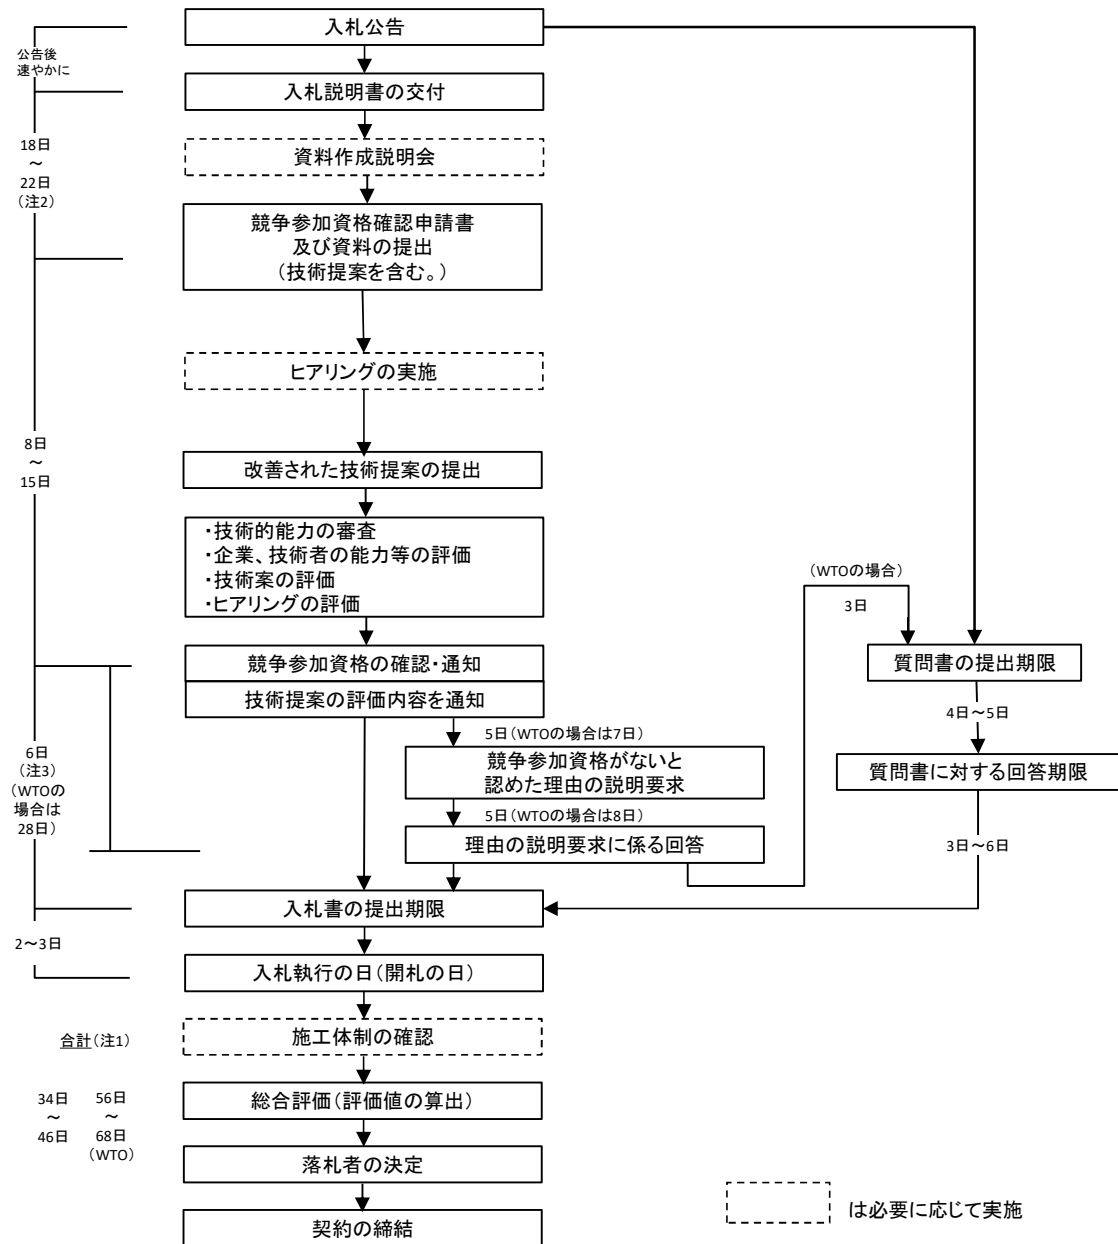 入札公告
公告後
速やかに
入札説明書の交付
18日
～
22日
（注2）
資料作成説明会
競争参加資格確認申請書
及び資料の提出
（技術提案を含む。）
ヒアリングの実施
8日
～
15日
改善された技術提案の提出
・技術的能力の審査
・企業、技術者の能力等の評価
・技術案の評価
・ヒアリングの評価
（WTOの場合）
3日
競争参加資格の確認・通知
技術提案の評価内容を通知
質問書の提出期限
4日～5日
質問書に対する回答期限
3日～6日
5日（WTOの場合は7日）
競争参加資格がないと
認めた理由の説明要求
5日（WTOの場合は8日）
理由の説明要求に係る回答
6日
（注3）
（WTOの
場合は
28日）
入札書の提出期限
2～3日
入札執行の日（開札の日）
施工体制の確認
合計（注1）
34日
～
46日
56日
～
68日
（WTO）
総合評価（評価値の算出）
落札者の決定
契約の締結
は必要に応じて実施